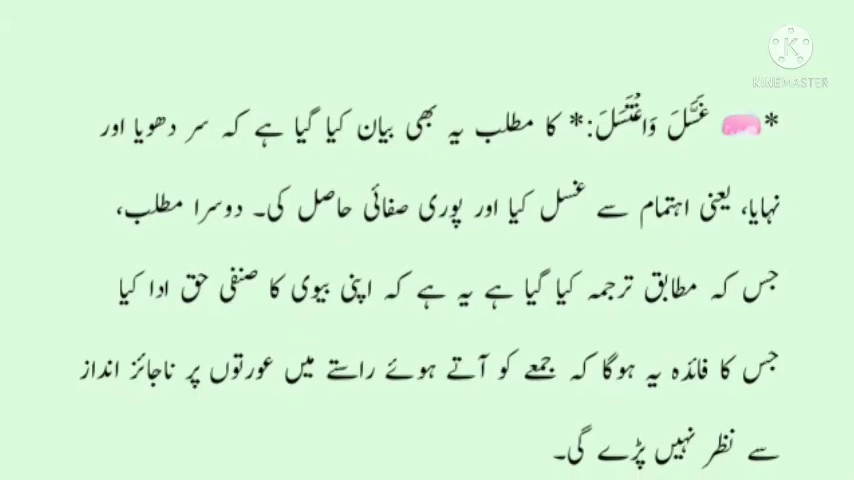 KINEMASTER
*🧼 غَسَّلَ وَاغْتَسَلَ:* کا مطلب یہ بھی بیان کیا گیا ہے کہ سر دھویا اور
نہایا، یعنی اہتمام سے غسل کیا اور پوری صفائی حاصل کی۔ دوسرا مطلب،
جس کہ مطابق ترجمہ کیا گیا ہے یہ ہے کہ اپنی بیوی کا صنفی حق ادا کیا
جس کا فائدہ یہ ہوگا کہ جمعے کو آتے ہوئے راستے میں عورتوں پر ناجائز انداز
سے نظر نہیں پڑے گی۔